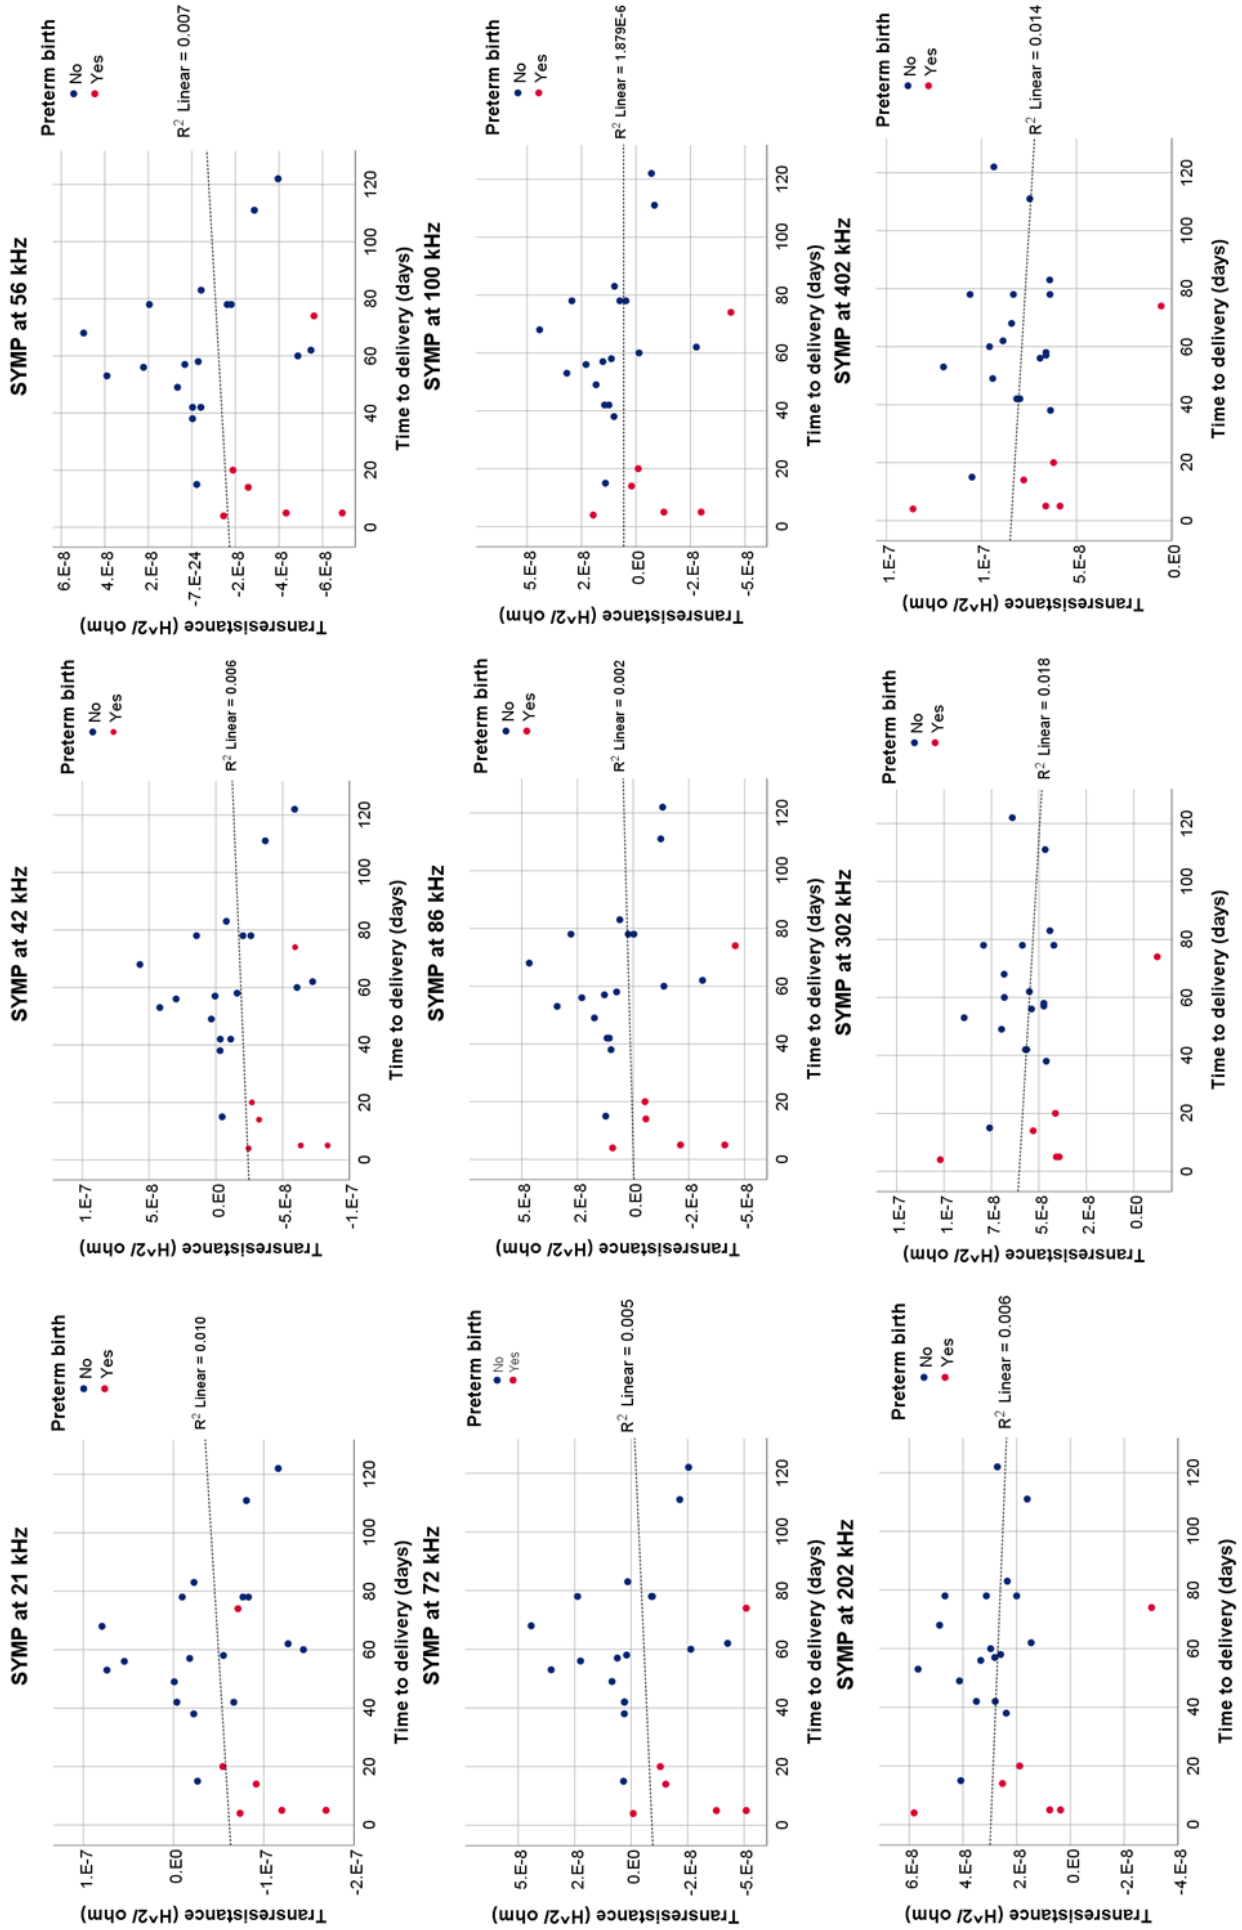 SYMP at 21 kHz
Preterm birth
No
Yes
Transresistance (H^2/ ohm)
1.E-7
0.E0
-1.E-7
-2.E-7
R² Linear = 0.010
0 20 40 60 80 100 120
Time to delivery (days)
SYMP at 42 kHz
Preterm birth
No
Yes
Transresistance (H^2/ ohm)
1.E-7
5.E-8
0.E0
-5.E-8
-1.E-7
R² Linear = 0.006
0 20 40 60 80 100 120
Time to delivery (days)
SYMP at 56 kHz
Preterm birth
No
Yes
Transresistance (H^2/ ohm)
6.E-8
4.E-8
2.E-8
-7.E-24
-2.E-8
-4.E-8
-6.E-8
R² Linear = 0.007
0 20 40 60 80 100 120
Time to delivery (days)
SYMP at 72 kHz
Preterm birth
No
Yes
Transresistance (H^2/ ohm)
5.E-8
2.E-8
0.E0
-2.E-8
-5.E-8
R² Linear = 0.005
0 20 40 60 80 100 120
Time to delivery (days)
SYMP at 86 kHz
Preterm birth
No
Yes
Transresistance (H^2/ ohm)
5.E-8
2.E-8
0.E0
-2.E-8
-5.E-8
R² Linear = 0.002
0 20 40 60 80 100 120
Time to delivery (days)
SYMP at 100 kHz
Preterm birth
No
Yes
Transresistance (H^2/ ohm)
5.E-8
2.E-8
0.E0
-2.E-8
-5.E-8
R² Linear = 1.879E-6
0 20 40 60 80 100 120
Time to delivery (days)
SYMP at 202 kHz
Preterm birth
No
Yes
Transresistance (H^2/ ohm)
6.E-8
4.E-8
2.E-8
0.E0
-2.E-8
-4.E-8
R² Linear = 0.006
0 20 40 60 80 100 120
Time to delivery (days)
SYMP at 302 kHz
Preterm birth
No
Yes
Transresistance (H^2/ ohm)
1.E-7
1.E-7
7.E-8
5.E-8
2.E-8
0.E0
R² Linear = 0.018
0 20 40 60 80 100 120
Time to delivery (days)
SYMP at 402 kHz
Preterm birth
No
Yes
Transresistance (H^2/ ohm)
1.E-7
1.E-7
5.E-8
0.E0
R² Linear = 0.014
0 20 40 60 80 100 120
Time to delivery (days)